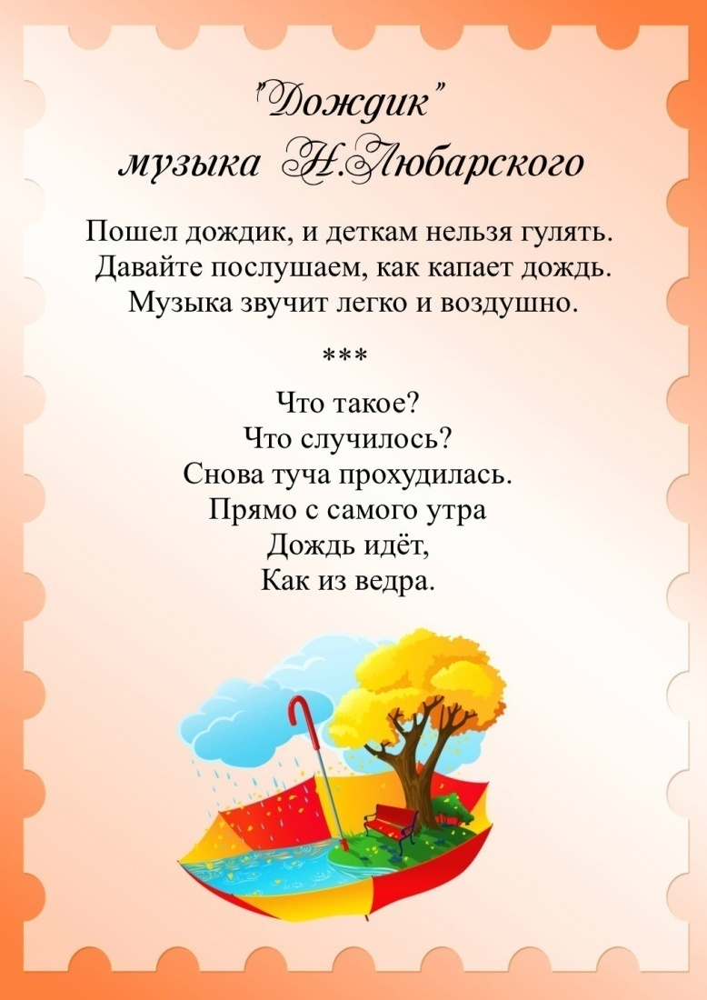 "Дождик"
музыка Н.Любарского
Пошел дождик, и деткам нельзя гулять.
Давайте послушаем, как капает дождь.
Музыка звучит легко и воздушно.
***
Что такое?
Что случилось?
Снова туча прохудилась.
Прямо с самого утра
Дождь идёт,
Как из ведра.